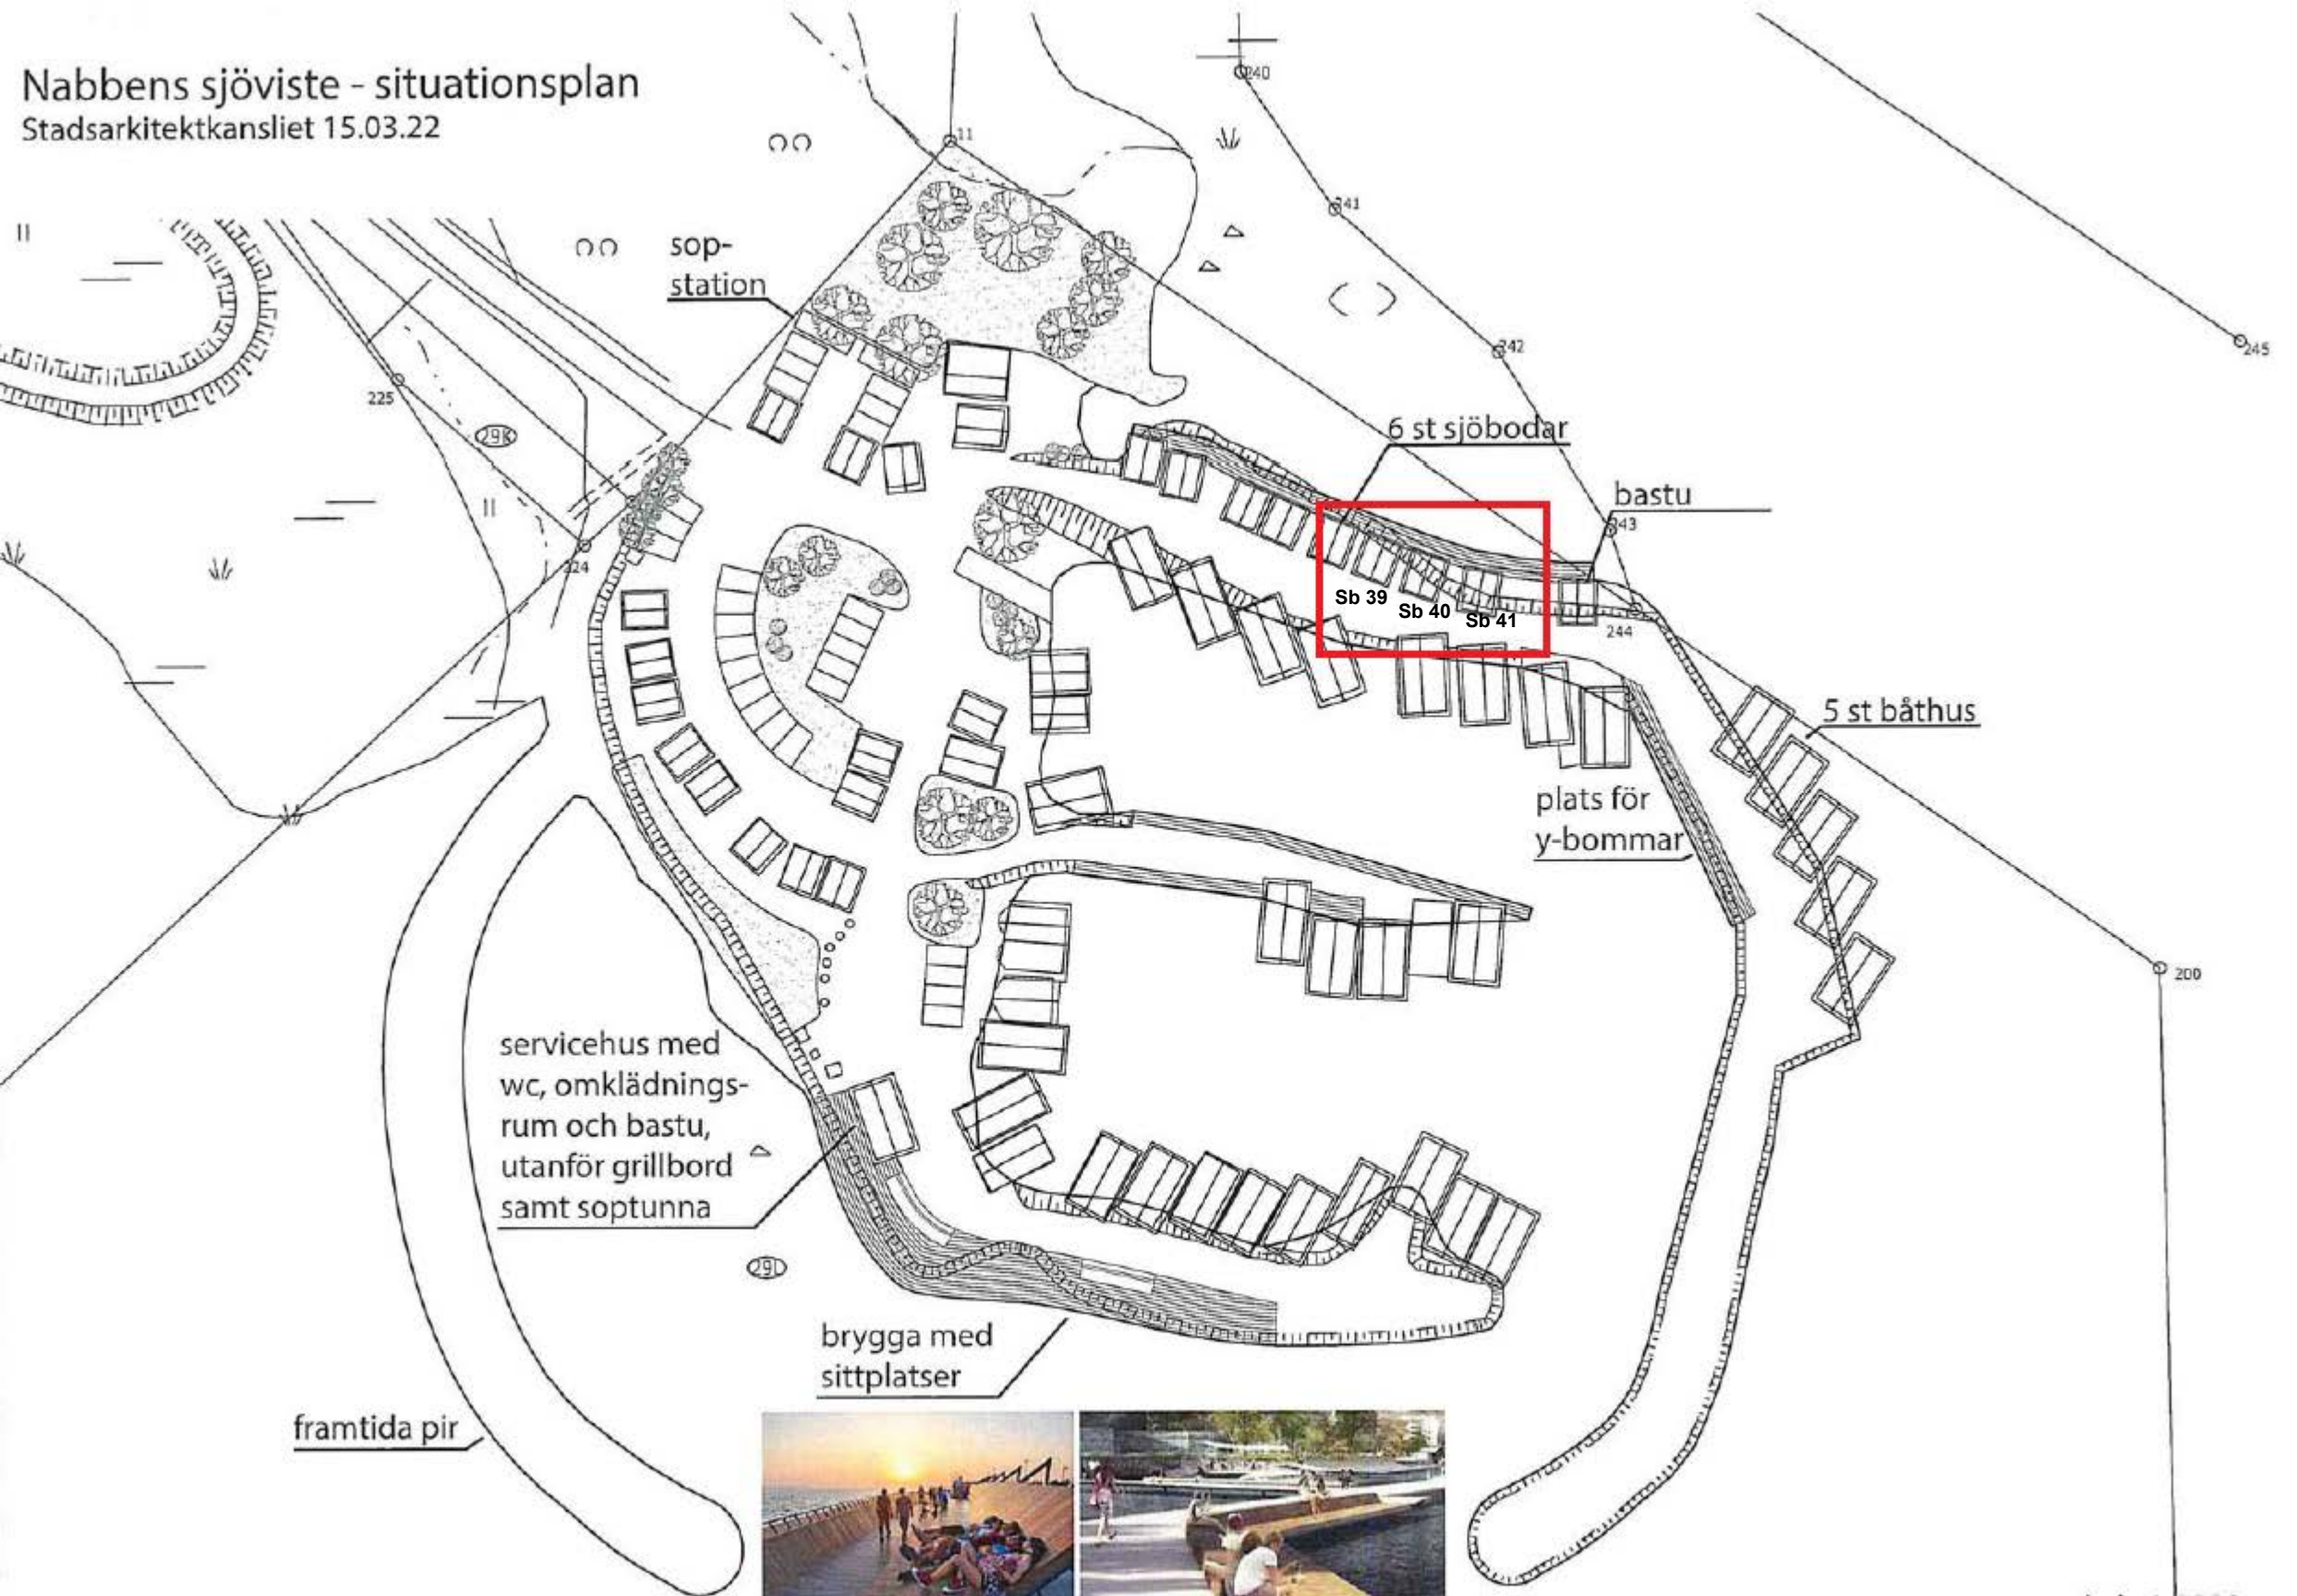 Nabbens sjöviste - situationsplan
Stadsarkitektkansliet 15.03.22
11
240
241
sop-
station
242
245
225
29K
6 st sjöbodar
bastu
243
224
Sb 39
Sb 40
Sb 41
244
5 st båthus
plats för
y-bommar
200
servicehus med
wc, omklädnings-
rum och bastu,
utanför grillbord
samt soptunna
29L
brygga med
sittplatser
framtida pir